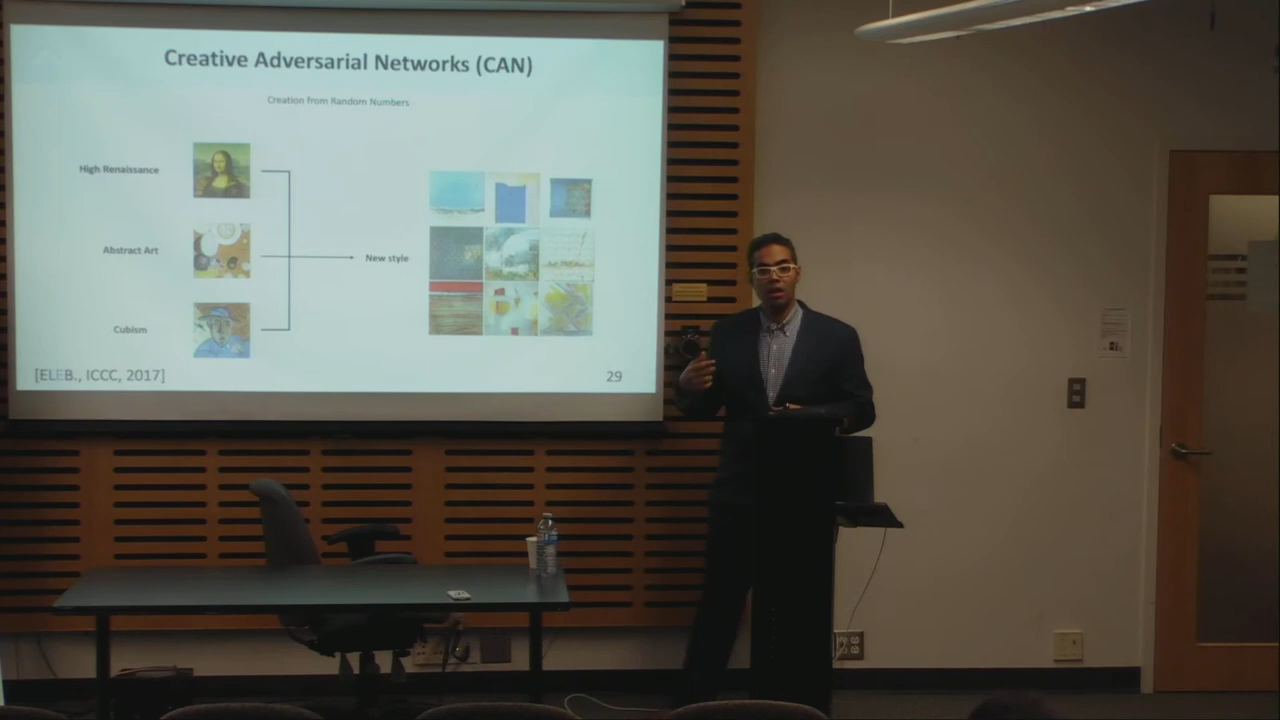 Creative Adversarial Networks (CAN)
Creation from Random Numbers
High Renaissance
Abstract Art
New style
Cubism
[ELEB., ICCC, 2017]
29